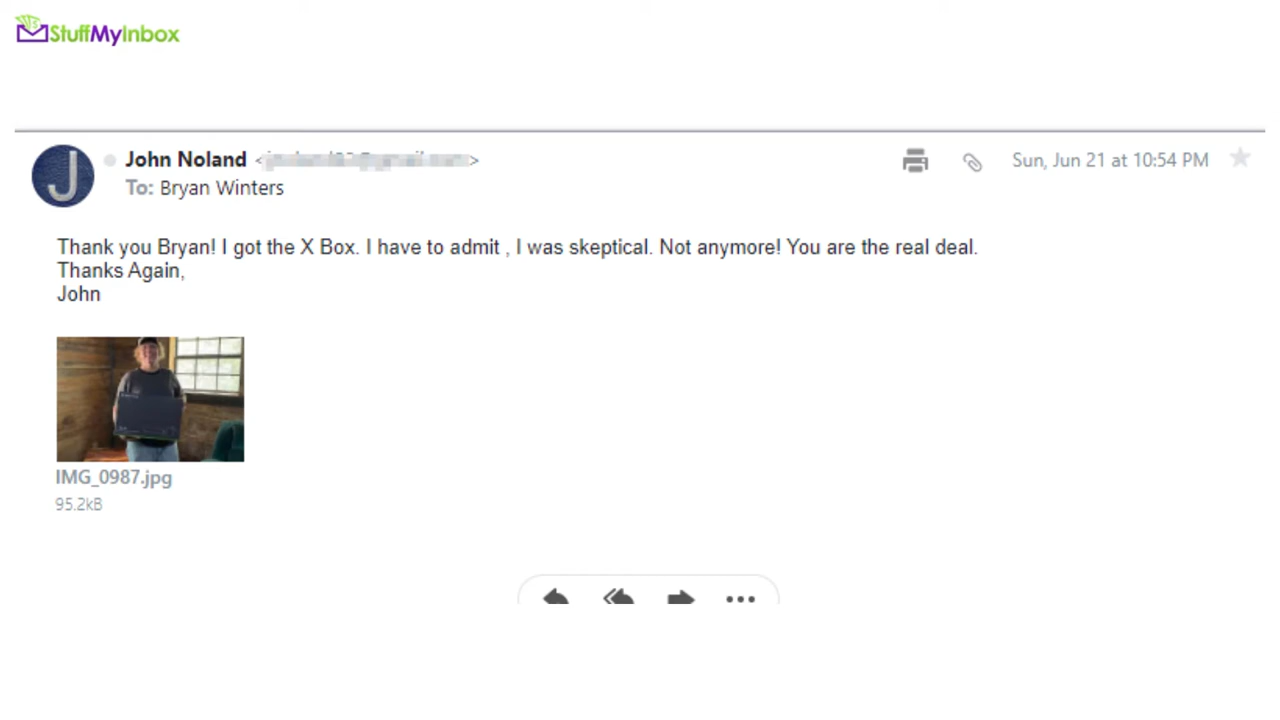 StuffMyInbox
John Noland
Sun, Jun 21 at 10:54 PM
To: Bryan Winters
Thank you Bryan! I got the X Box. I have to admit , I was skeptical. Not anymore! You are the real deal.
Thanks Again,
John
IMG_0987.jpg
95.2kB